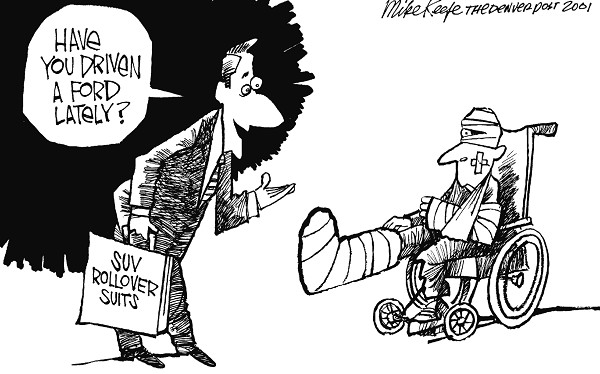 Mike Keefe THE DENVER POST 2001
HAVE
YOU DRIVEN
A FORD
LATELY?
SUV
ROLLOVER
SUITS